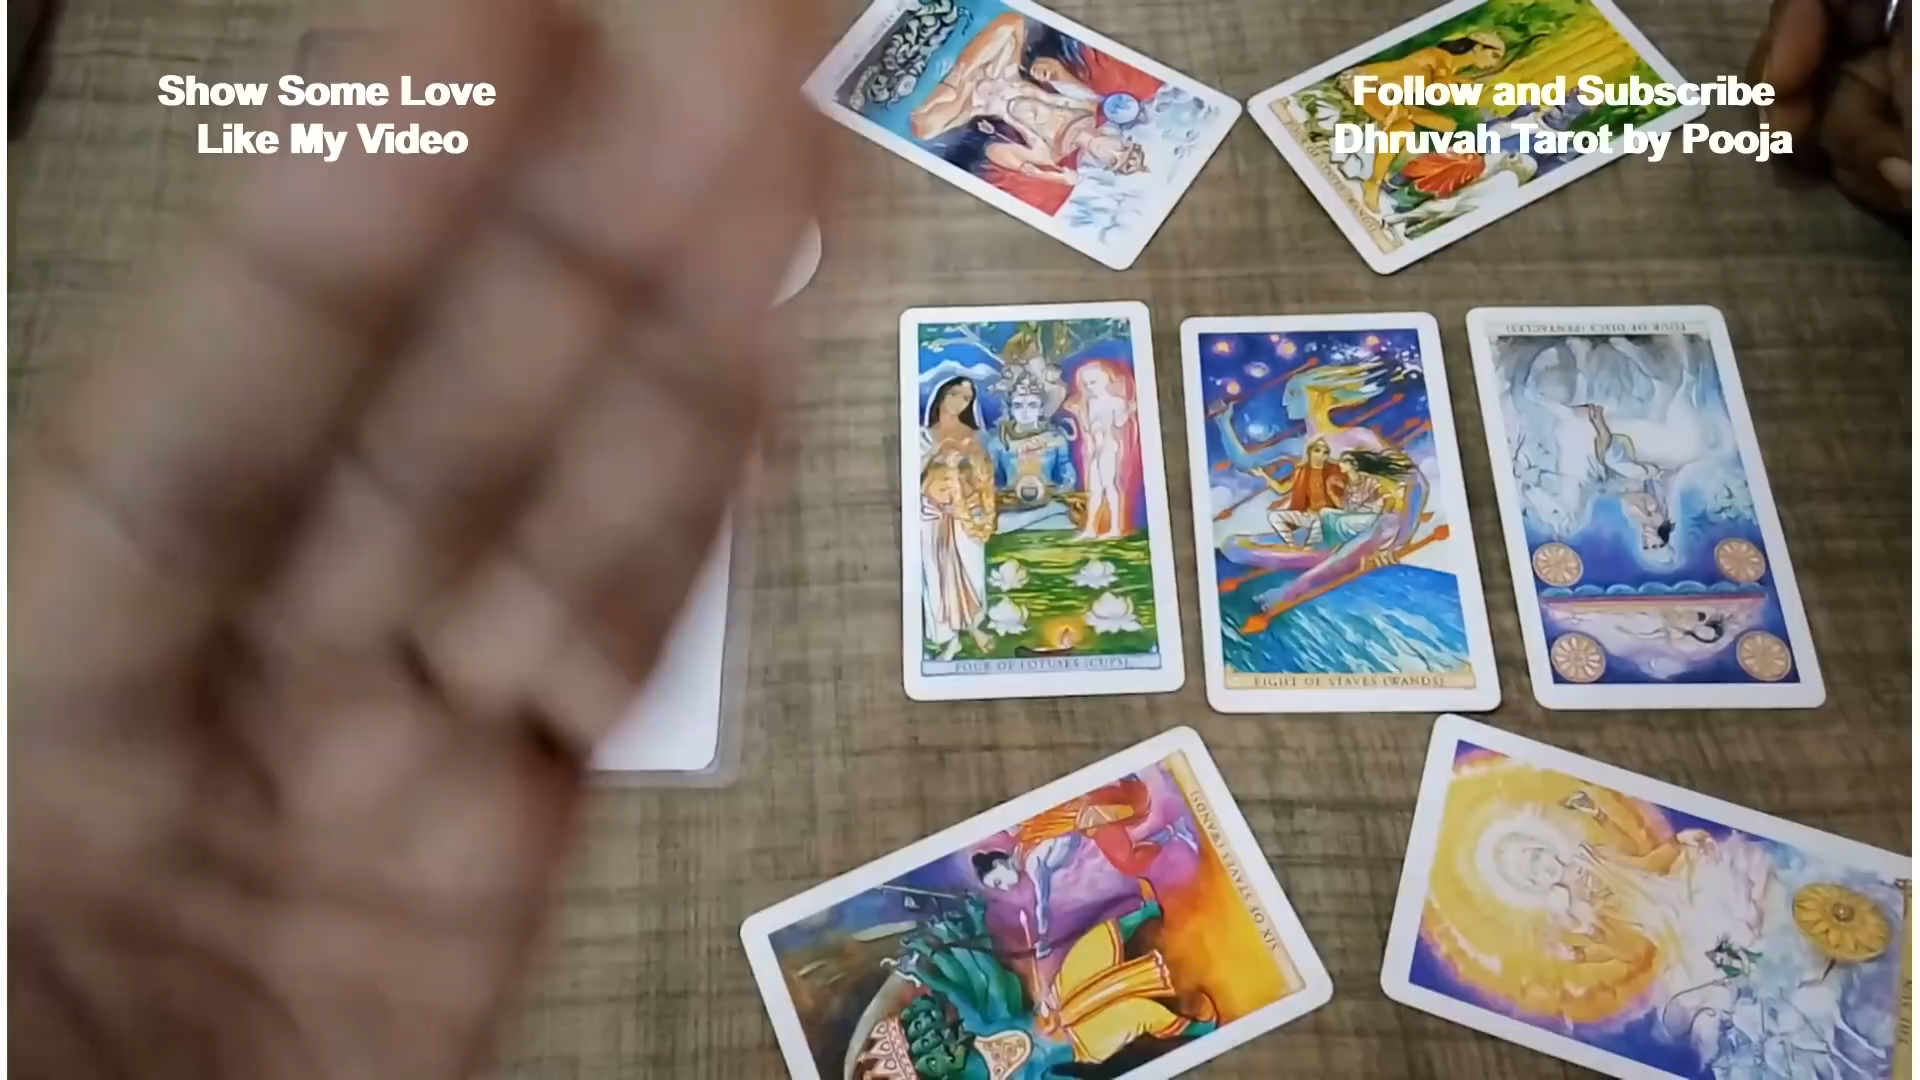 Show Some Love
Like My Video
Follow and Subscribe
Dhruvah Tarot by Pooja
FOUR OF DISCS (PENTACLES)
FOUR OF LOTUSES (CUPS)
EIGHT OF STAVES (WANDS)
SIX OF STAVES (WANDS)